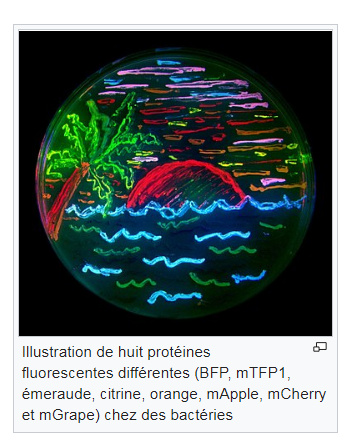 Illustration de huit protéines
fluorescentes différentes (BFP, mTFP1,
émeraude, citrine, orange, mApple, mCherry
et mGrape) chez des bactéries